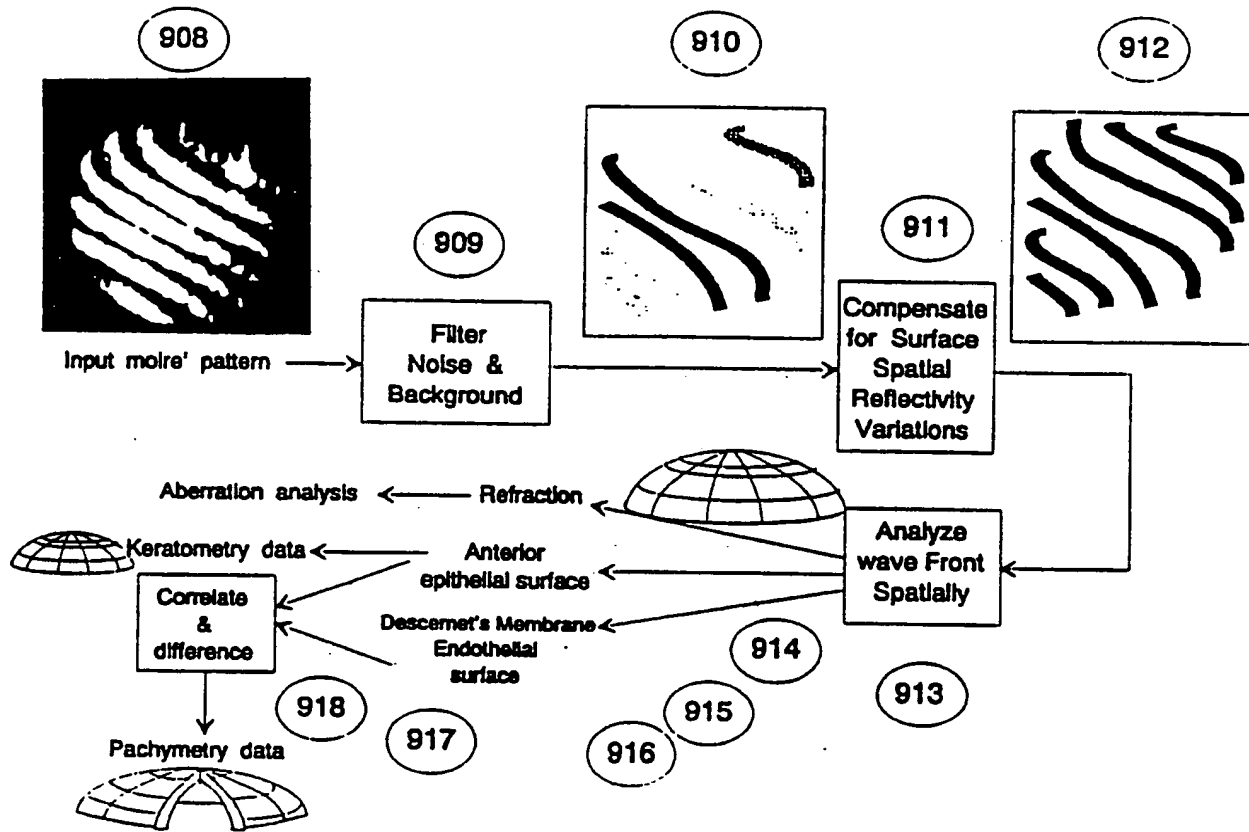 908
910
912
909
911
Input moire' pattern
Filter
Noise &
Background
Compensate
for Surface
Spatial
Reflectivity
Variations
Aberration analysis
Refraction
Analyze
wave Front
Spatially
Keratometry data
Anterior
epithelial surface
Correlate
&
difference
Descemet's Membrane
Endothelial
surface
914
913
915
918
917
916
Pachymetry data